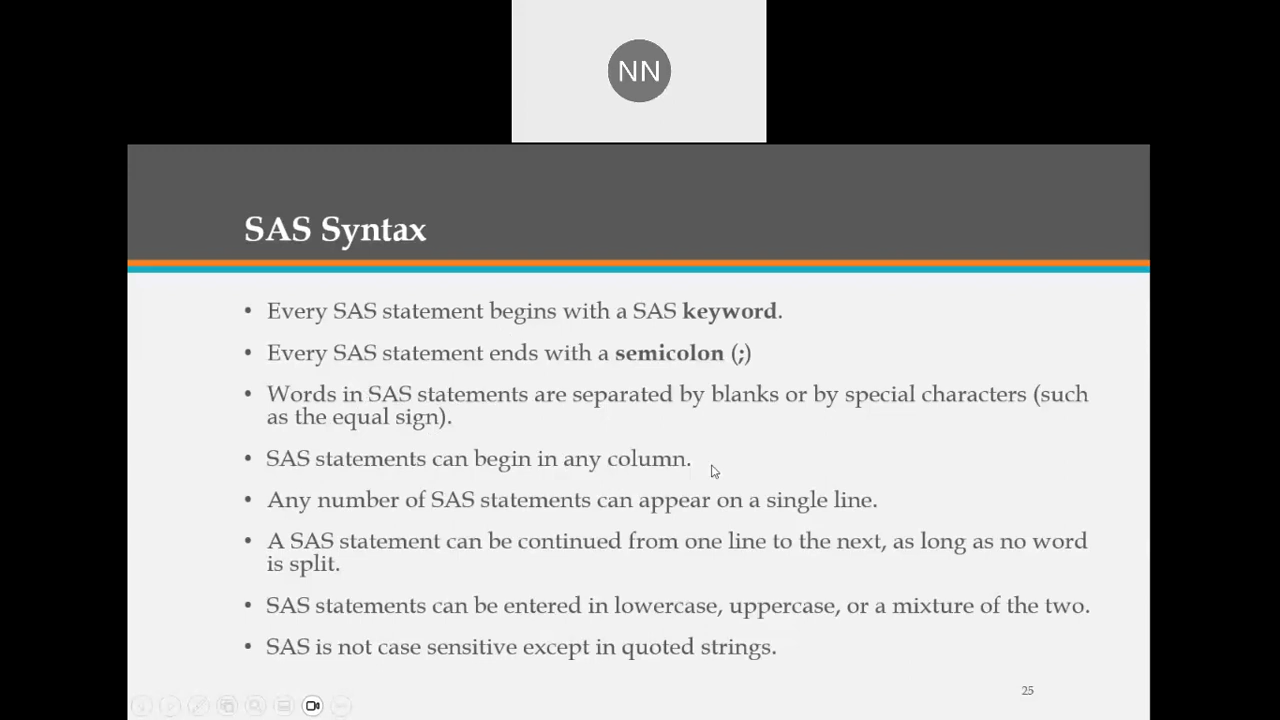 NN
SAS Syntax
• Every SAS statement begins with a SAS keyword.
• Every SAS statement ends with a semicolon (;)
• Words in SAS statements are separated by blanks or by special characters (such
as the equal sign).
• SAS statements can begin in any column.
• Any number of SAS statements can appear on a single line.
• A SAS statement can be continued from one line to the next, as long as no word
is split.
• SAS statements can be entered in lowercase, uppercase, or a mixture of the two.
• SAS is not case sensitive except in quoted strings.
25